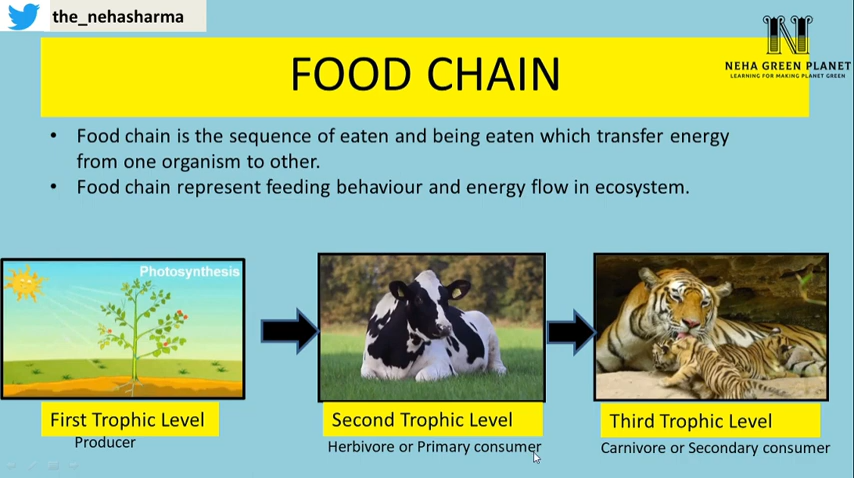 the_nehasharma
N
NEHA GREEN PLANET
LEARNING FOR MAKING PLANET GREEN
FOOD CHAIN
• Food chain is the sequence of eaten and being eaten which transfer energy
from one organism to other.
• Food chain represent feeding behaviour and energy flow in ecosystem.
Photosynthesis
First Trophic Level
Producer
Second Trophic Level
Herbivore or Primary consumer
Third Trophic Level
Carnivore or Secondary consumer